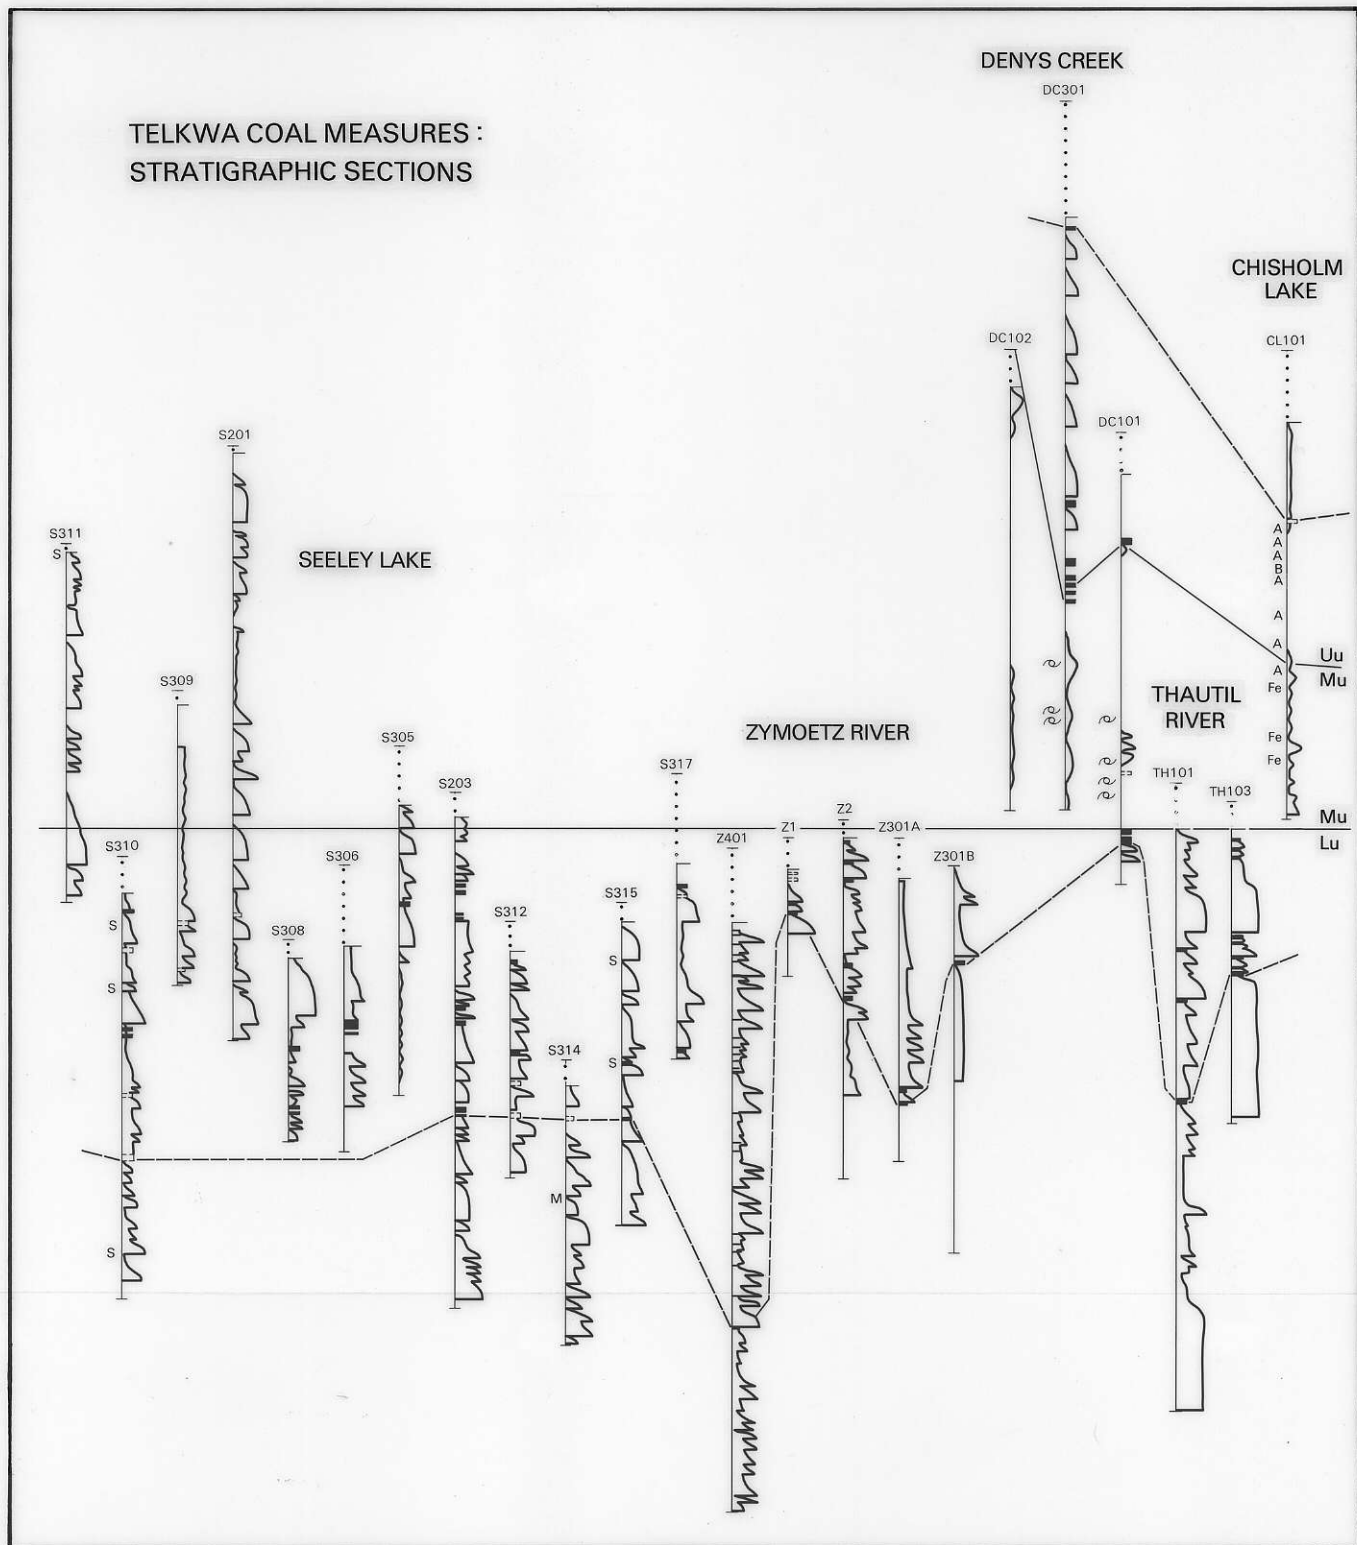 DENYS CREEK
DC301
TELKWA COAL MEASURES :
STRATIGRAPHIC SECTIONS
CHISHOLM
LAKE
DC102
CL101
DC101
S201
S311
S
SEELEY LAKE
A
A
A
B
A
A
A
A
Uu
Mu
Fe
Fe
Fe
S309
THAUTIL
RIVER
ZYMOETZ RIVER
S305
S317
S203
TH101
TH103
Mu
Lu
Z2
Z1
Z301A
Z401
S310
S306
Z301B
S315
S312
S308
S
S
S
S
S314
M
S